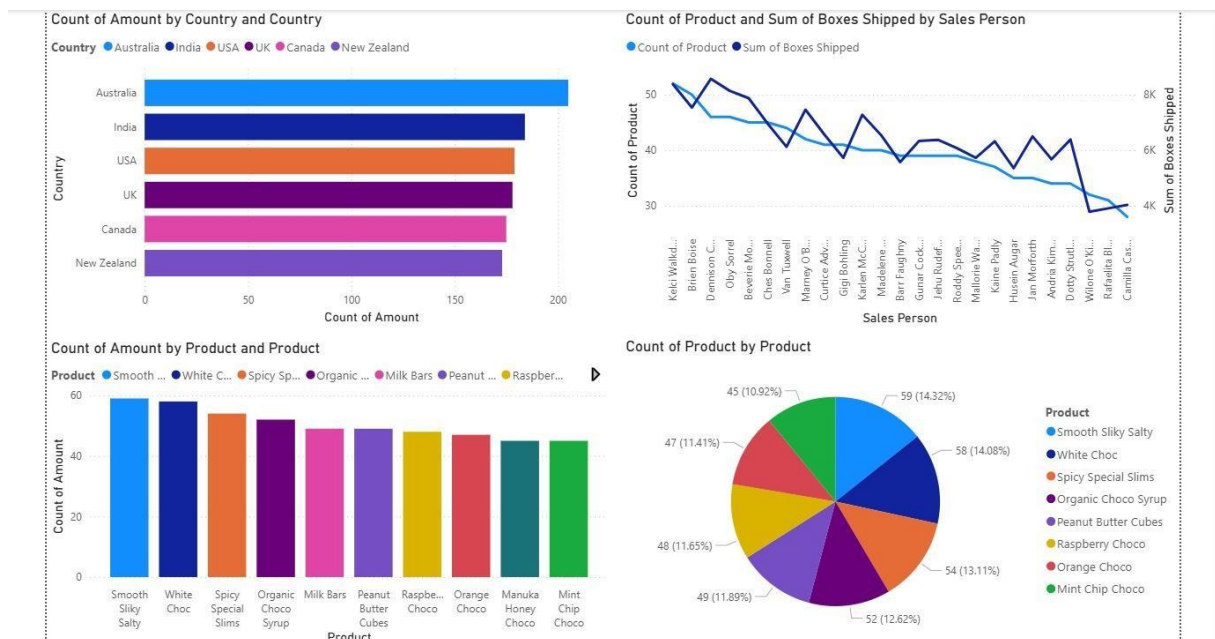 Count of Amount by Country and Country
Country Australia India USA UK Canada New Zealand
Country
Australia
India
USA
UK
Canada
New Zealand
0 50 100 150 200
Count of Amount
Count of Product and Sum of Boxes Shipped by Sales Person
Count of Product Sum of Boxes Shipped
Count of Product
50
40
30
8K
6K
4K
Sum of Boxes Shipped
Kelci Walkd...
Brien Boise
Dennison C...
Oby Sorrel
Beverie Mo...
Ches Bonnell
Van Tuxwell
Marney O'B...
Curtice Adv...
Gigi Bohling
Karlen McC...
Madelene ...
Barr Faughny
Gunar Cock...
Jehu Rudef...
Roddy Spee...
Mallorie Wa...
Kaine Padly
Husein Augar
Jan Morforth
Andria Kim...
Dotty Strutl...
Wilone O'Ki...
Rafaelita Bl...
Camilla Cas...
Sales Person
Count of Amount by Product and Product
Product Smooth ... White C... Spicy Sp... Organic ... Milk Bars Peanut ... Raspber...
Count of Amount
60
40
20
0
Smooth
Sliky
Salty
White
Choc
Spicy
Special
Slims
Organic
Choco
Syrup
Milk Bars
Peanut
Butter
Cubes
Raspbe...
Choco
Orange
Choco
Manuka
Honey
Choco
Mint
Chip
Choco
Product
Count of Product by Product
45 (10.92%)
59 (14.32%)
47 (11.41%)
58 (14.08%)
48 (11.65%)
54 (13.11%)
49 (11.89%)
52 (12.62%)
Product
Smooth Sliky Salty
White Choc
Spicy Special Slims
Organic Choco Syrup
Peanut Butter Cubes
Raspberry Choco
Orange Choco
Mint Chip Choco